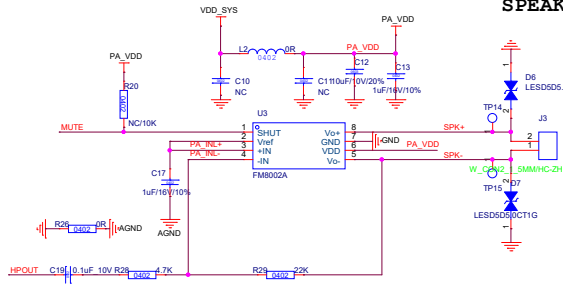 SPEAK
VDD_SYS
PA_VDD
PA_VDD
L2
0R
0402
PA_VDD
C12
C13
R20
C10
NC
C11
10uF/10V/20%
NC
1uF/16V/10%
D6
LESD5D5.
0402
NC/10K
U3
TP14
J3
MUTE
1
SHUT
Vo+
8
SPK+
2
Vref
GND
7
GND
2
PA_INL+
3
+IN
VDD
6
PA_VDD
1
PA_INL-
4
-IN
Vo-
5
SPK-
FM8002A
C17
1uF/16V/10%
TP15
D7
LESD5D5.0CT1G
AGND
R26
0R
AGND
0402
HPOUT
C19
0.1uF_10V
R28
4.7K
0402
R29
22K
0402